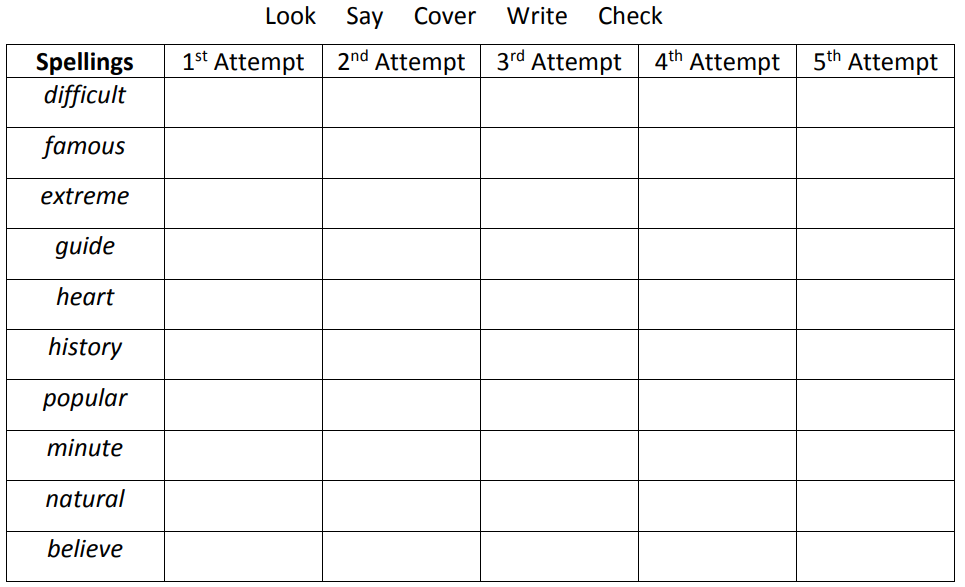 Look Say Cover Write Check
Spellings 1st Attempt 2nd Attempt 3rd Attempt 4th Attempt 5th Attempt
difficult
famous
extreme
guide
heart
history
popular
minute
natural
believe